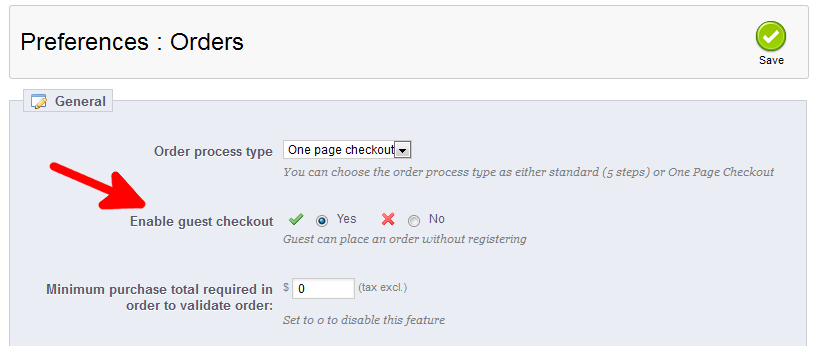 Preferences : Orders
Save
General
Order process type
One page checkout
You can choose the order process type as either standard (5 steps) or One Page Checkout
Enable guest checkout
Yes
No
Guest can place an order without registering
Minimum purchase total required in
order to validate order:
$ 0 (tax excl.)
Set to 0 to disable this feature